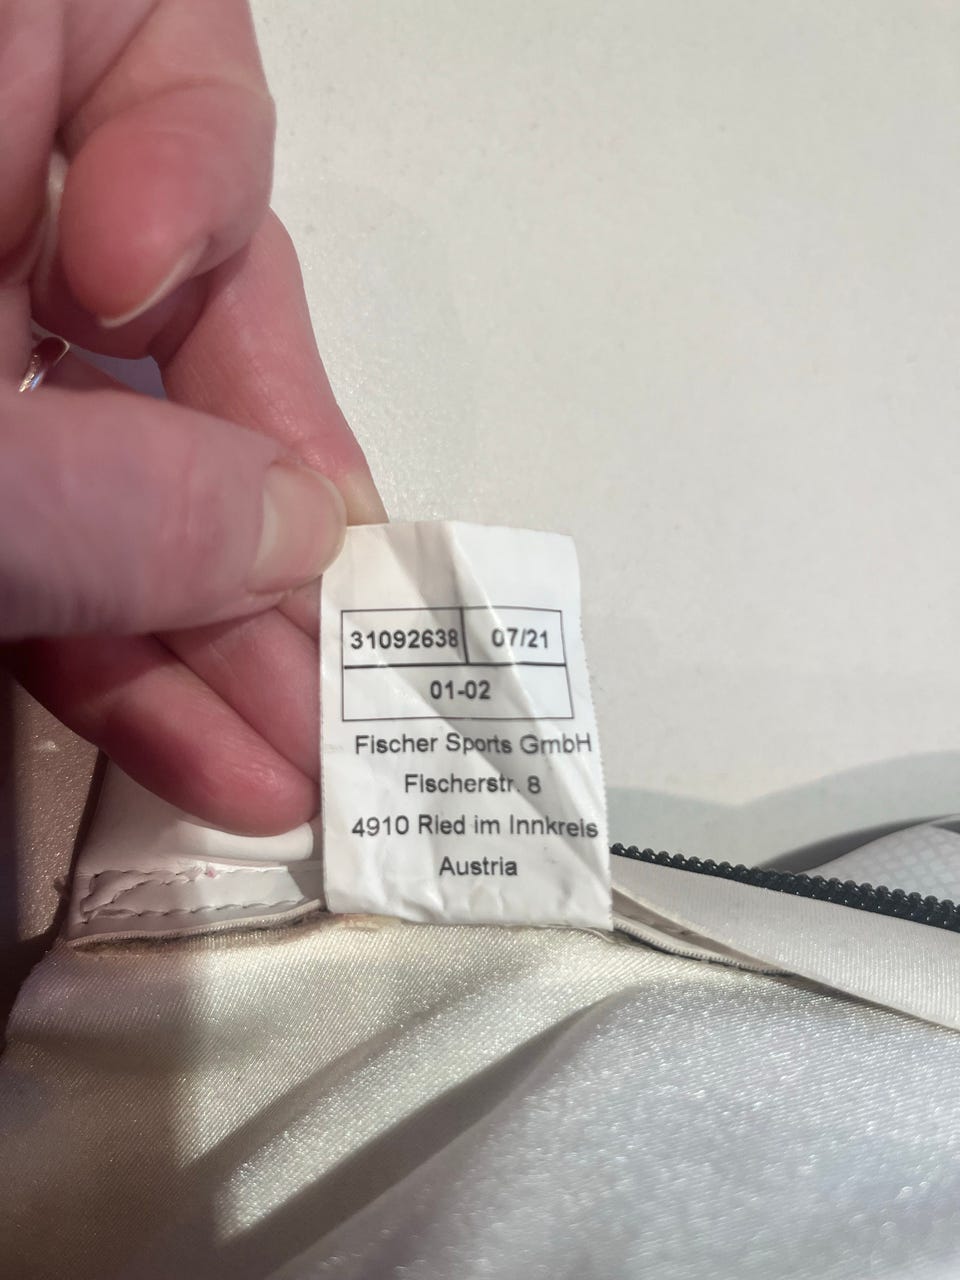 31092638 07/21
01-02
Fischer Sports GmbH
Fischerstr. 8
4910 Ried im Innkreis
Austria